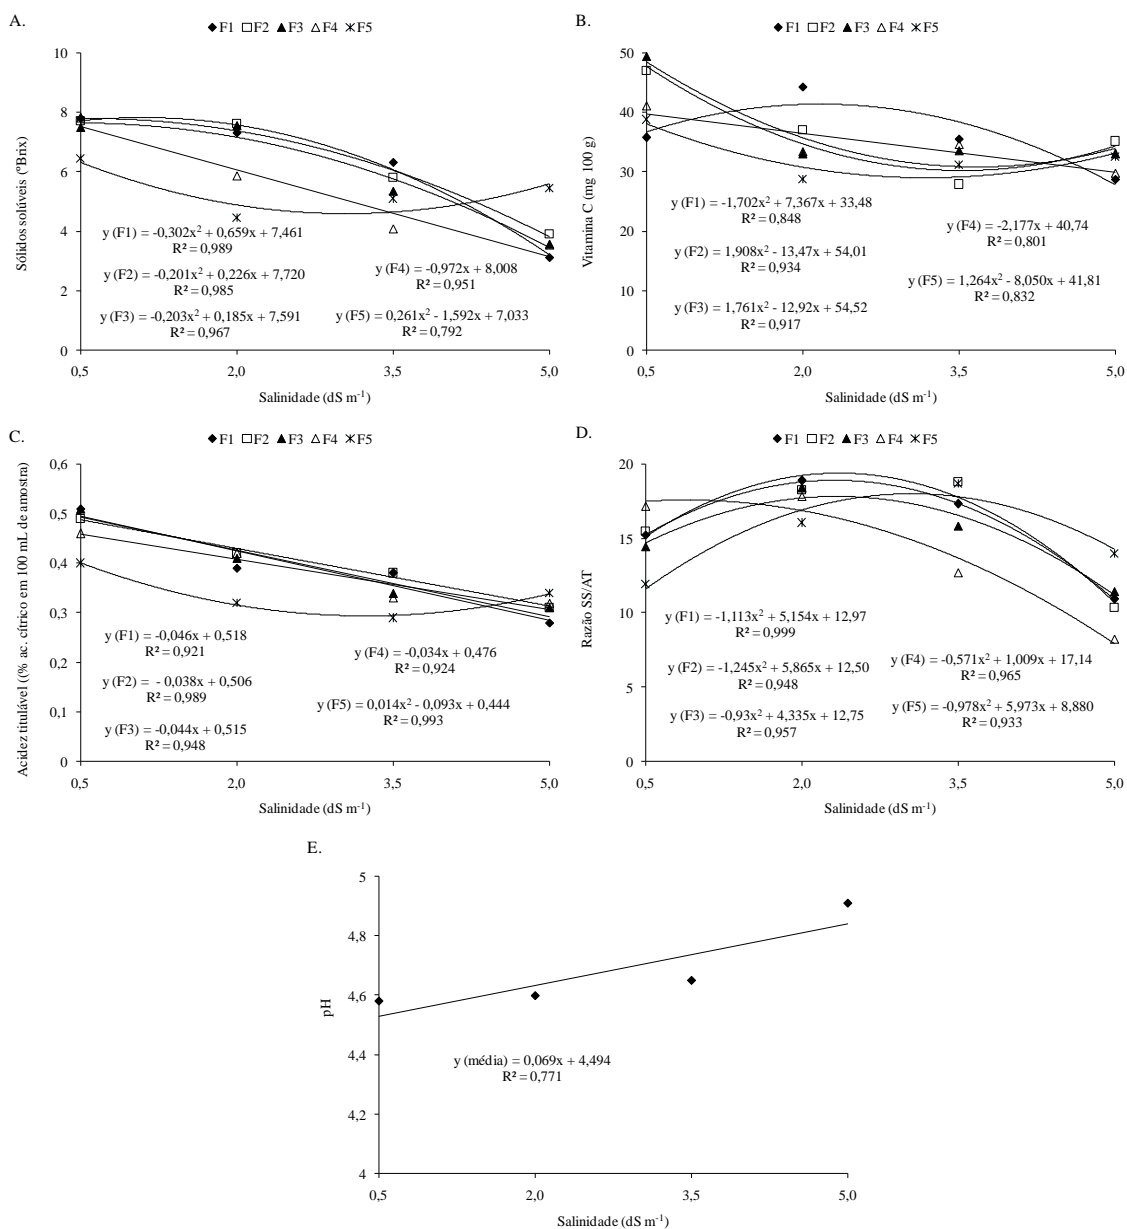 A.
◆F1 □F2 ▲F3 △F4 ✳F5
Sólidos solúveis (ºBrix)
10
8
6
4
2
0
y (F1) = -0,302x² + 0,659x + 7,461
R² = 0,989
y (F2) = -0,201x² + 0,226x + 7,720
R² = 0,985
y (F3) = -0,203x² + 0,185x + 7,591
R² = 0,967
y (F4) = -0,972x + 8,008
R² = 0,951
y (F5) = 0,261x² - 1,592x + 7,033
R² = 0,792
0,5 2,0 3,5 5,0
Salinidade (dS m⁻¹)
B.
◆F1 □F2 ▲F3 △F4 ✳F5
Vitamina C (mg 100 g)
50
40
30
20
10
0
y (F1) = -1,702x² + 7,367x + 33,48
R² = 0,848
y (F2) = 1,908x² - 13,47x + 54,01
R² = 0,934
y (F3) = 1,761x² - 12,92x + 54,52
R² = 0,917
y (F4) = -2,177x + 40,74
R² = 0,801
y (F5) = 1,264x² - 8,050x + 41,81
R² = 0,832
0,5 2,0 3,5 5,0
Salinidade (dS m⁻¹)
C.
◆F1 □F2 ▲F3 △F4 ✳F5
Acidez titulável ((% ac. cítrico em 100 mL de amostra)
0,6
0,5
0,4
0,3
0,2
0,1
0
y (F1) = -0,046x + 0,518
R² = 0,921
y (F2) = - 0,038x + 0,506
R² = 0,989
y (F3) = -0,044x + 0,515
R² = 0,948
y (F4) = -0,034x + 0,476
R² = 0,924
y (F5) = 0,014x² - 0,093x + 0,444
R² = 0,993
0,5 2,0 3,5 5,0
Salinidade (dS m⁻¹)
D.
◆F1 □F2 ▲F3 △F4 ✳F5
Razão SS/AT
20
15
10
5
0
y (F1) = -1,113x² + 5,154x + 12,97
R² = 0,999
y (F2) = -1,245x² + 5,865x + 12,50
R² = 0,948
y (F3) = -0,93x² + 4,335x + 12,75
R² = 0,957
y (F4) = -0,571x² + 1,009x + 17,14
R² = 0,965
y (F5) = -0,978x² + 5,973x + 8,880
R² = 0,933
0,5 2,0 3,5 5,0
Salinidade (dS m⁻¹)
E.
pH
5
4,8
4,6
4,4
4,2
4
y (média) = 0,069x + 4,494
R² = 0,771
0,5 2,0 3,5 5,0
Salinidade (dS m⁻¹)